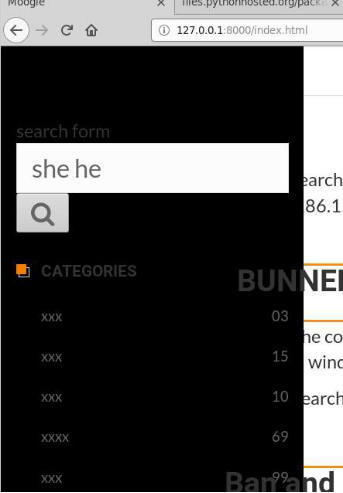 Moogle
files.pythonhosted.org/pack
127.0.0.1:8000/index.html
search form
she he
earch
86.1
CATEGORIES
BUNNE
xxx 03
he co
xxx 15
wind
xxx 10
earch
xxxx 69
xxx 99
Ban and